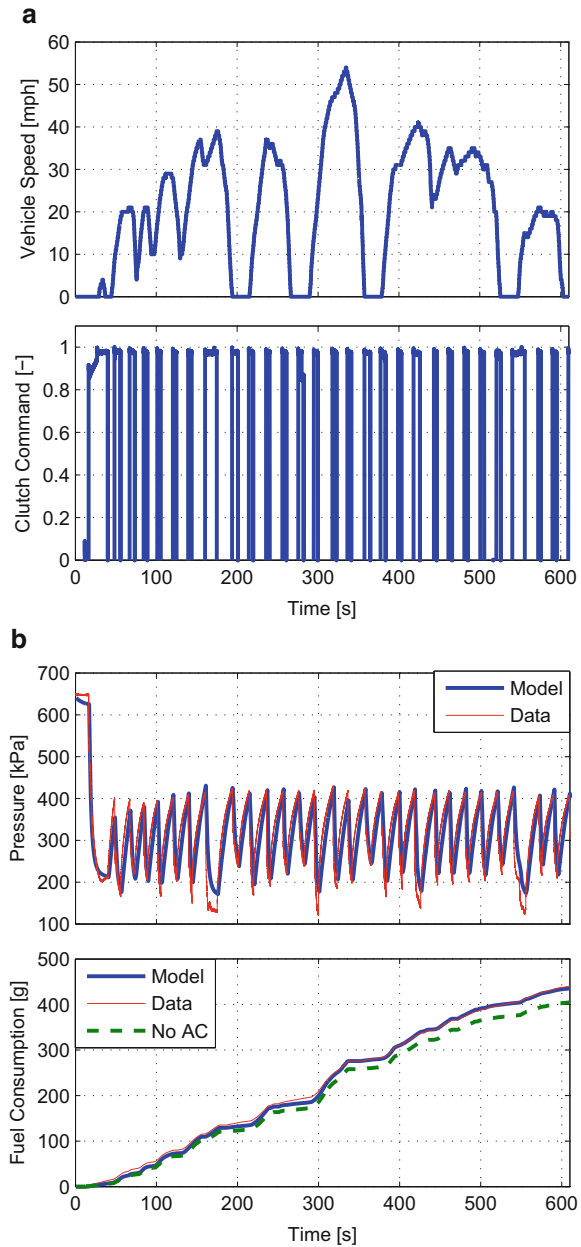 a
Vehicle Speed [mph]
60
50
40
30
20
10
0
Clutch Command [−]
1
0.8
0.6
0.4
0.2
0
0 100 200 300 400 500 600
Time [s]
b
Pressure [kPa]
700
600
500
400
300
200
100
Model
Data
Fuel Consumption [g]
500
400
300
200
100
0
Model
Data
No AC
0 100 200 300 400 500 600
Time [s]